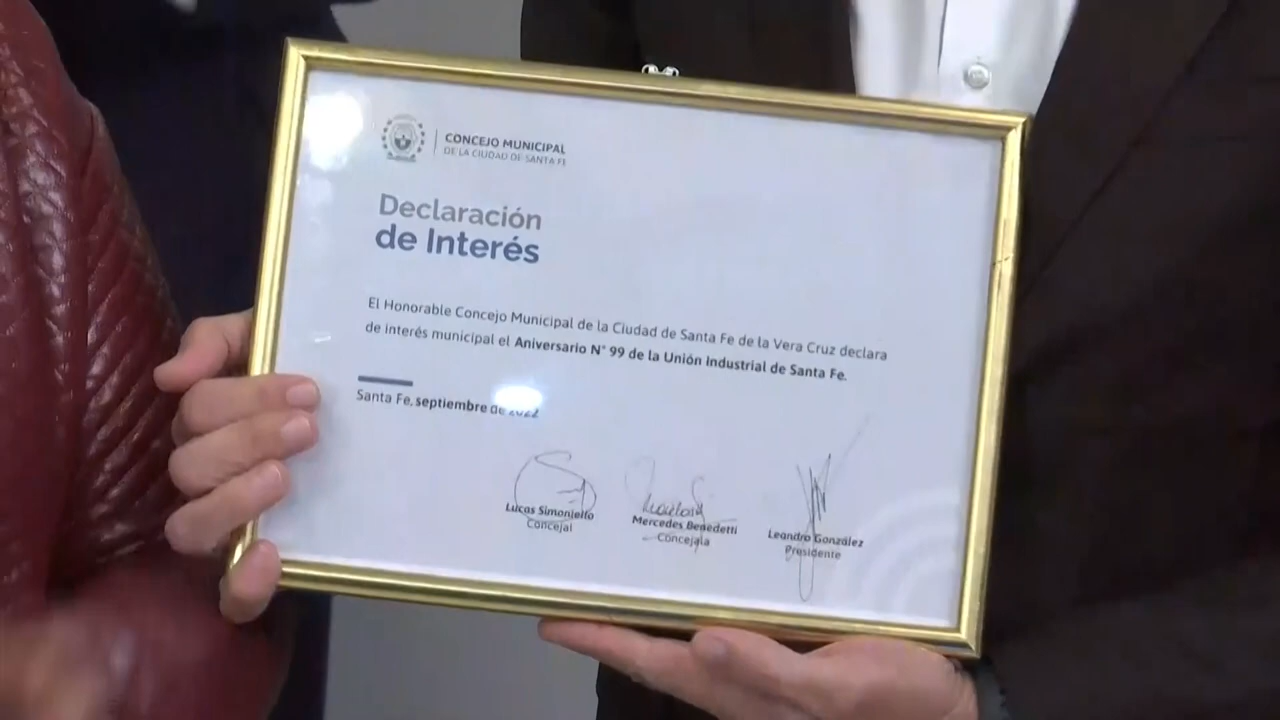 CONCEJO MUNICIPAL
DE LA CIUDAD DE SANTA FE
Declaración
de Interés
El Honorable Concejo Municipal de la Ciudad de Santa Fe de la Vera Cruz declara
de interés municipal el Aniversario N° 99 de la Unión Industrial de Santa Fe.
Santa Fe, septiembre de 2022
Lucas Simoniello
Concejal
Mercedes Benedetti
Concejala
Leandro González
Presidente